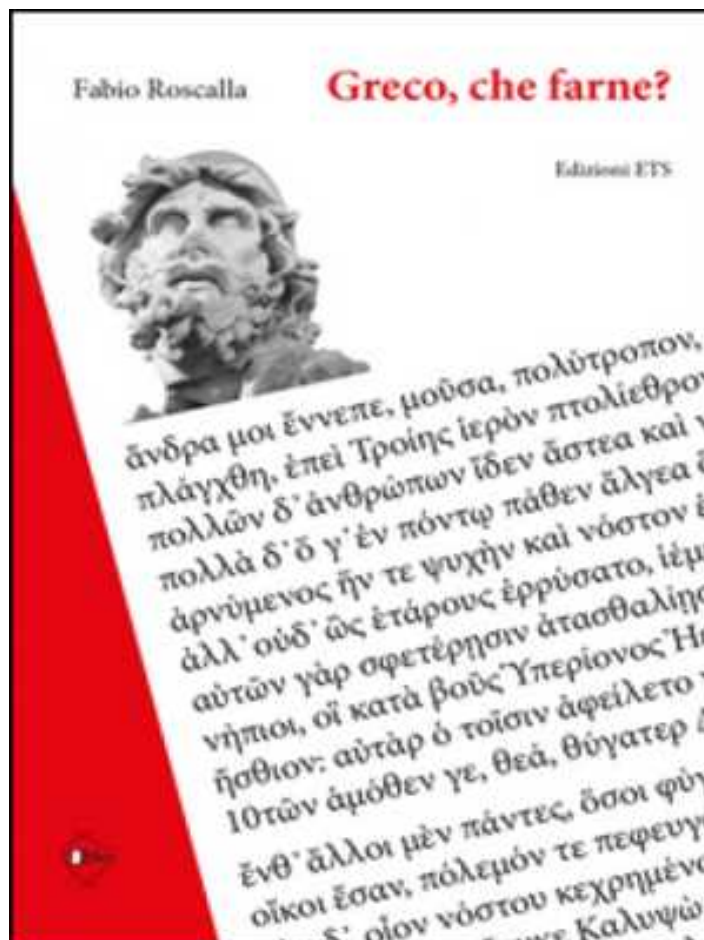 Fabio Roscalla
Greco, che farne?
Edizioni ETS
ἄνδρα μοι ἔννεπε, μοῦσα, πολύτροπον,
πλάγχθη, ἐπεὶ Τροίης ἱερὸν πτολίεθρον
πολλῶν δ᾽ἀνθρώπων ἴδεν ἄστεα καὶ
πολλὰ δ᾽ὅ γ᾽ἐν πόντῳ πάθεν ἄλγεα
ἀρνύμενος ἥν τε ψυχὴν καὶ νόστον
ἀλλ᾽οὐδ᾽ὣς ἑτάρους ἐρρύσατο,
αὐτῶν γὰρ σφετέρῃσιν
νήπιοι, οἳ κατὰ βοῦς Ὑπερίονος
ἤσθιον: αὐτὰρ ὁ τοῖσιν ἀφείλετο
10τῶν ἁμόθεν γε, θεά, θύγατερ
ἔνθ᾽ἄλλοι μὲν πάντες, ὅσοι
οἴκοι ἔσαν, πόλεμόν τε
δ᾽ οἶον νόστου
Καλυψὼ